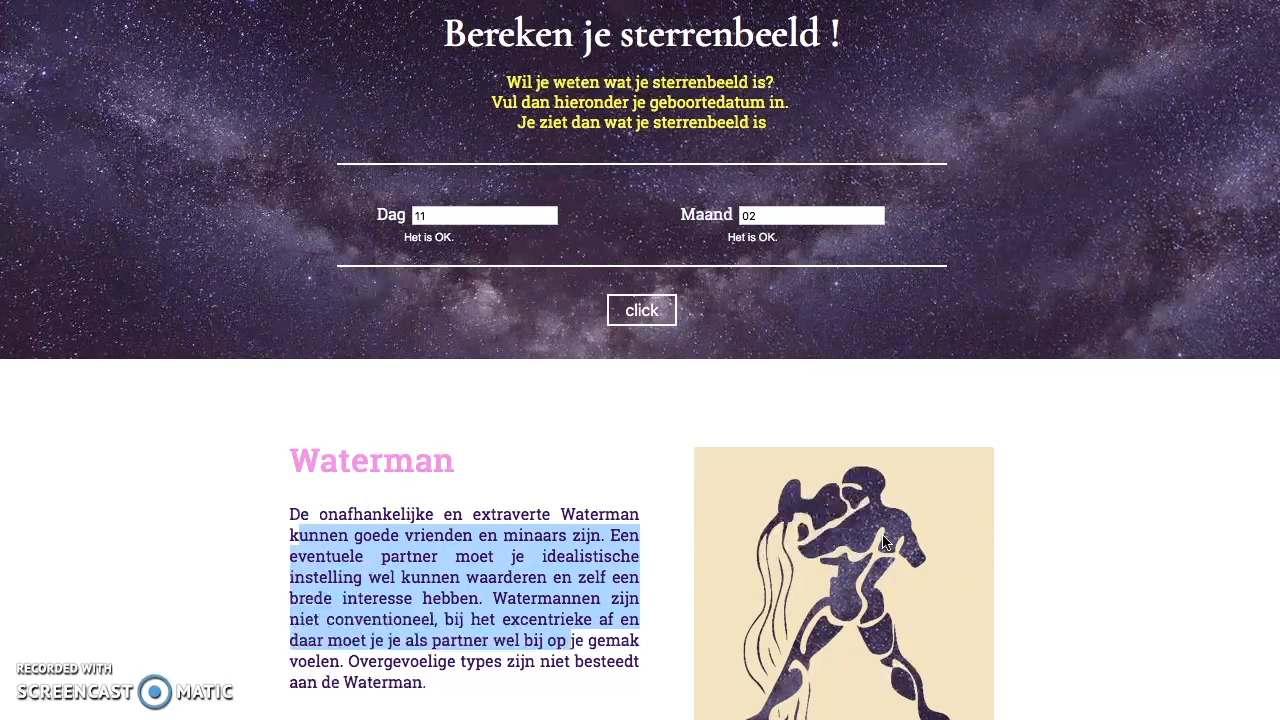 Bereken je sterrenbeeld !
Wil je weten wat je sterrenbeeld is?
Vul dan hieronder je geboortedatum in.
Je ziet dan wat je sterrenbeeld is
Dag 11
Maand 02
Het is OK.
Het is OK.
click
Waterman
De onafhankelijke en extraverte Waterman
kunnen goede vrienden en minaars zijn. Een
eventuele partner moet je idealistische
instelling wel kunnen waarderen en zelf een
brede interesse hebben. Watermannen zijn
niet conventioneel, bij het excentrieke af en
daar moet je je als partner wel bij op je gemak
voelen. Overgevoelige types zijn niet besteedt
aan de Waterman.
RECORDED WITH
SCREENCAST MATIC